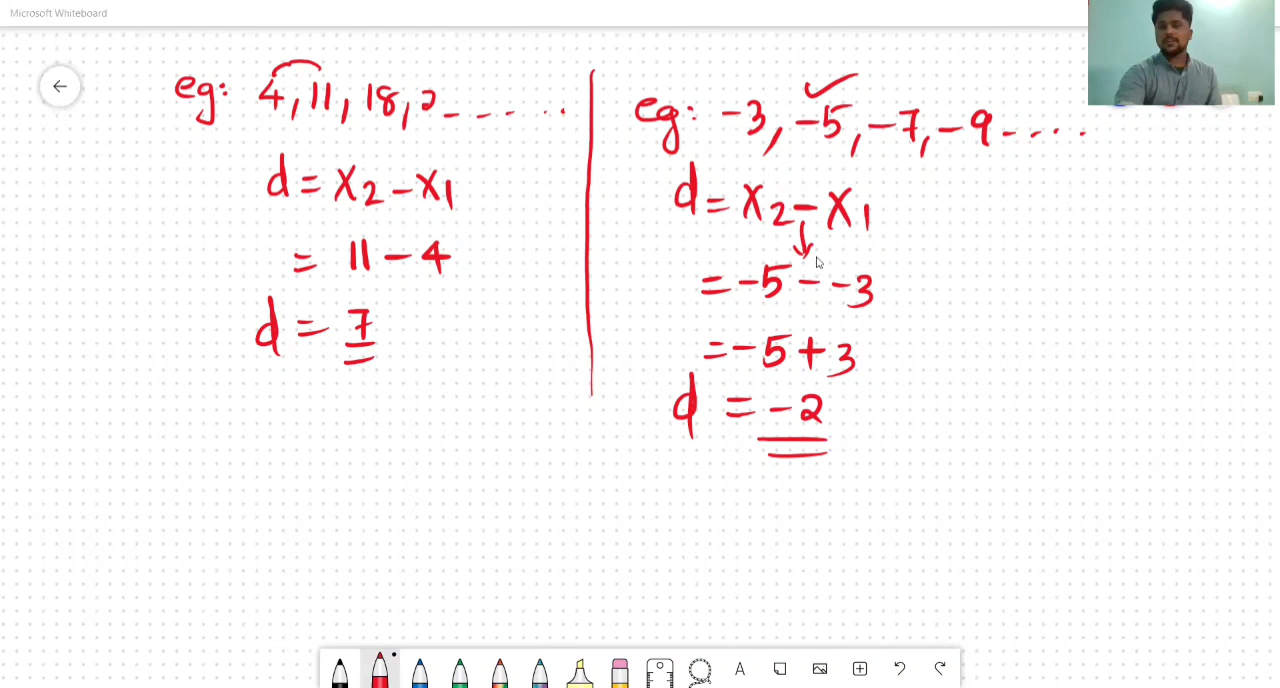 Microsoft Whiteboard
eg: 4, 11, 18, 2 - - - . . .
d = x₂ - x₁
= 11 - 4
d = 7
eg: -3, -5, -7, -9 - . . . .
d = x₂ - x₁
= -5 - -3
= -5 + 3
d = -2
A